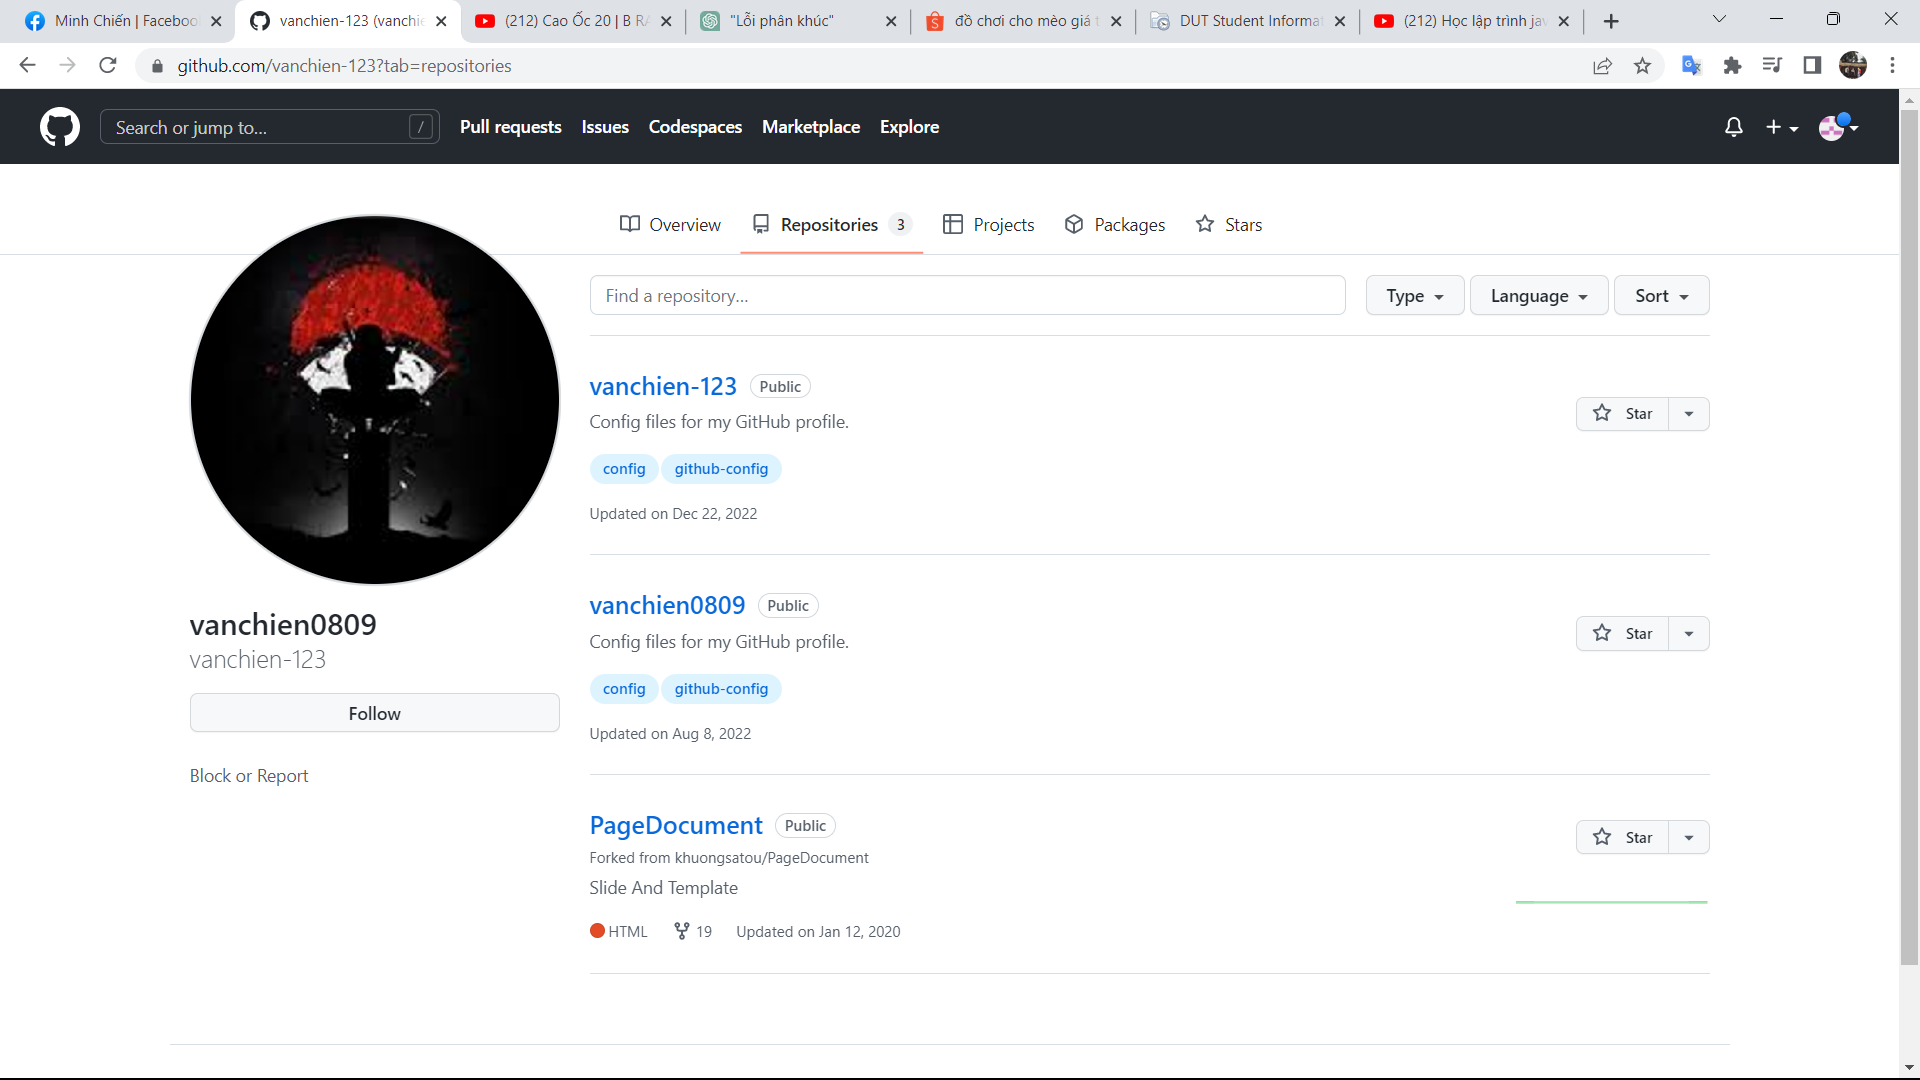 Minh Chiến | Faceboo
vanchien-123 (vanchie
(212) Cao Ốc 20 | B RA
"Lỗi phân khúc"
đồ chơi cho mèo giá t
DUT Student Informat
(212) Học lập trình jav
github.com/vanchien-123?tab=repositories
Search or jump to...
/
Pull requests
Issues
Codespaces
Marketplace
Explore
Overview
Repositories 3
Projects
Packages
Stars
Find a repository...
Type
Language
Sort
vanchien-123 Public
Config files for my GitHub profile.
config github-config
Updated on Dec 22, 2022
Star
vanchien0809 Public
Config files for my GitHub profile.
config github-config
Updated on Aug 8, 2022
Star
PageDocument Public
Forked from khuongsatou/PageDocument
Slide And Template
HTML 19 Updated on Jan 12, 2020
Star
vanchien0809
vanchien-123
Follow
Block or Report